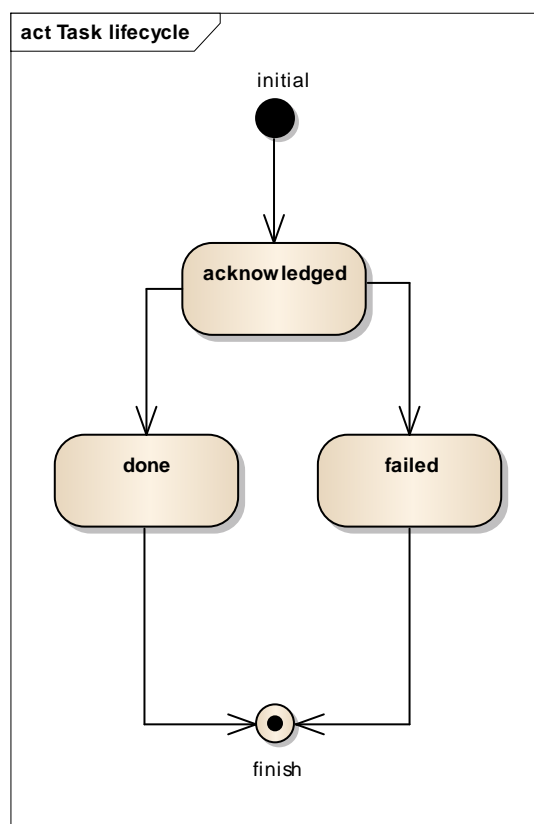 act Task lifecycle
initial
acknowledged
done
failed
finish